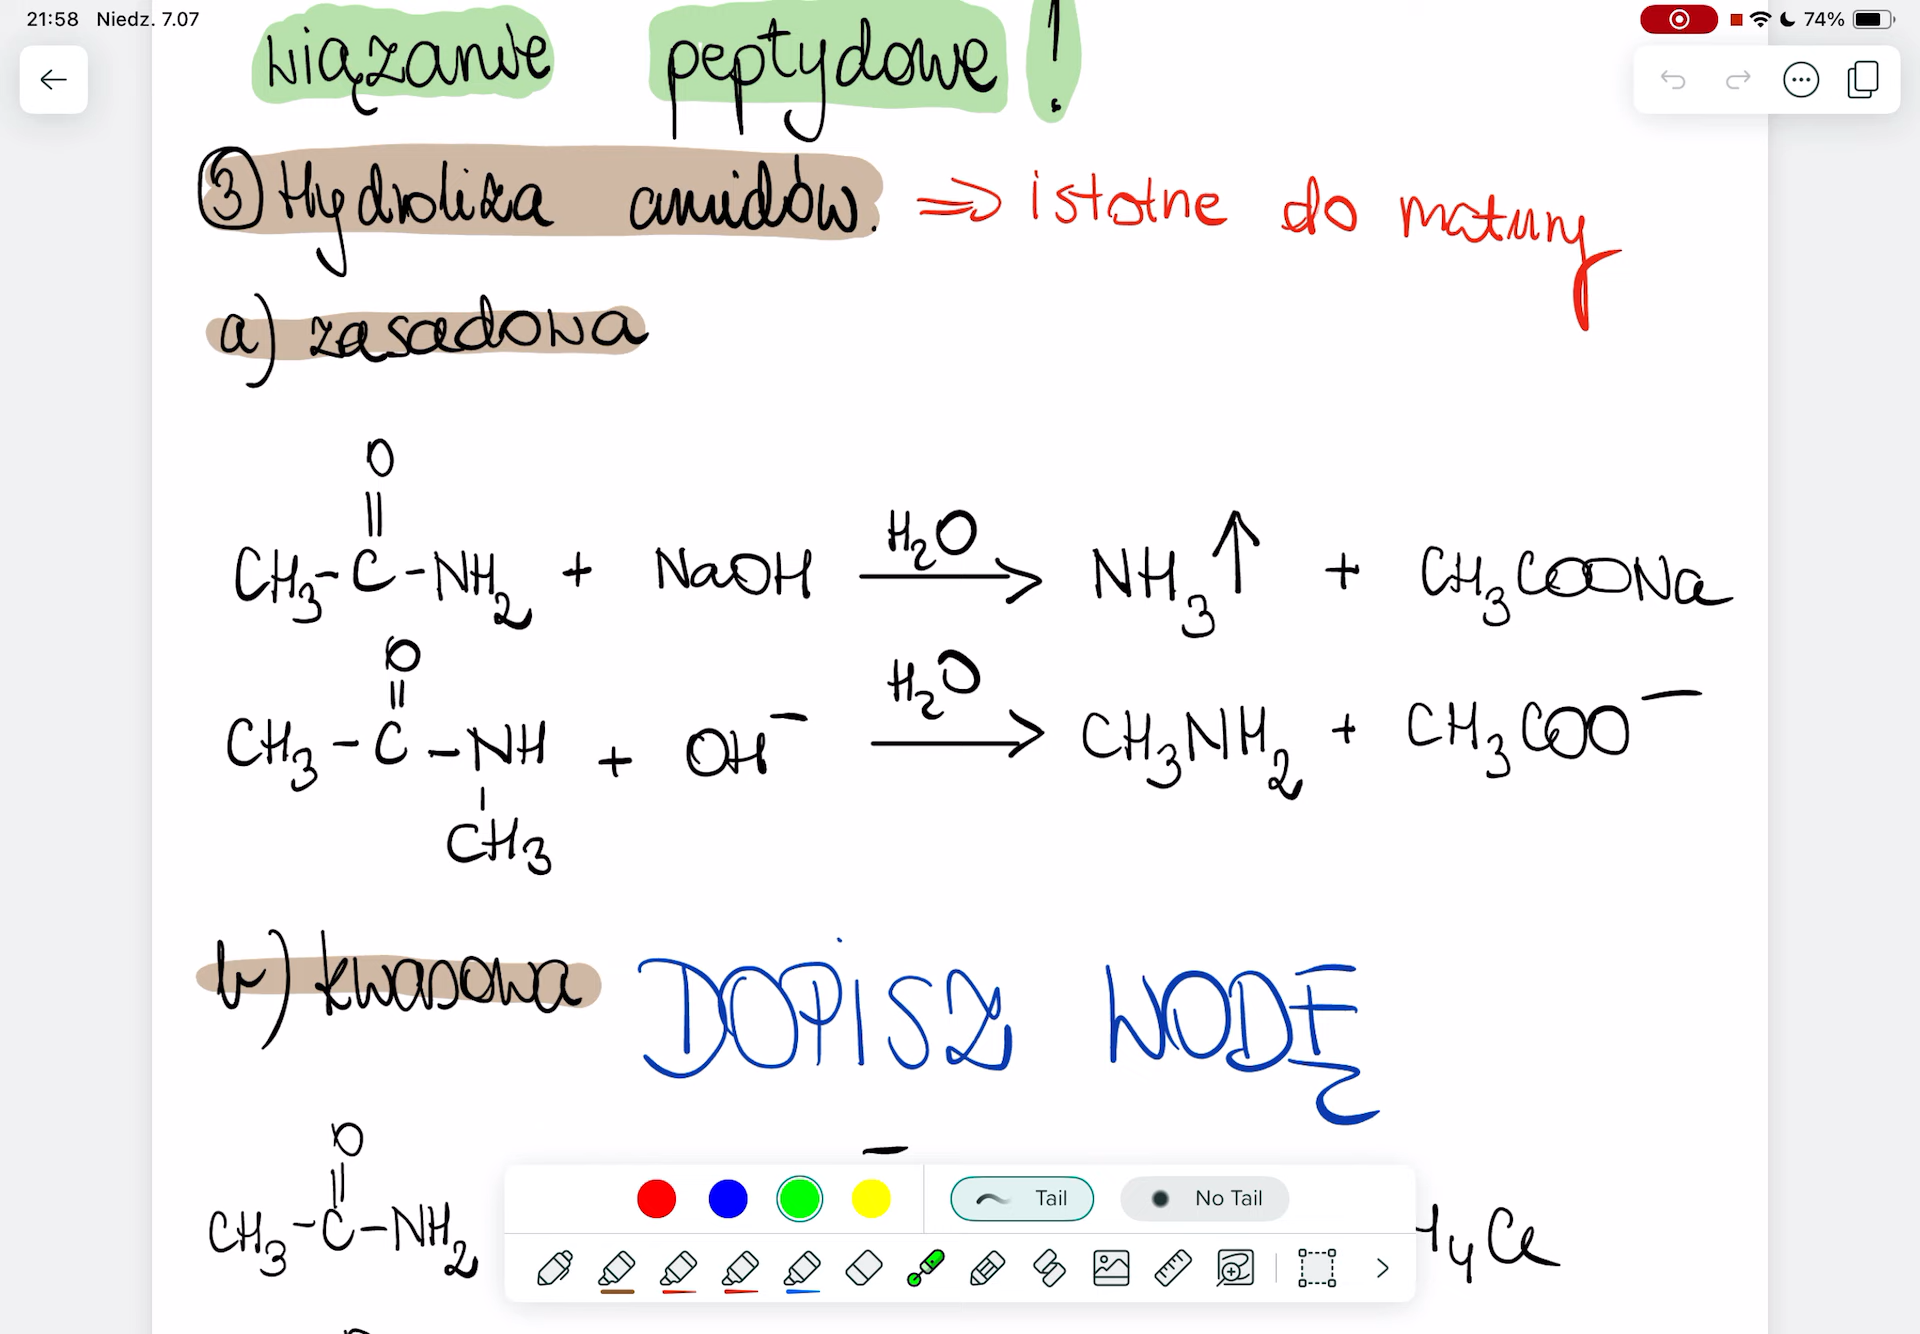 21:58 Niedz. 7.07 74%
wiązanie peptydowe !
③ Hydroliza amidów. ⇒ istotne do matury
a) zasadowa
O
||
CH₃-C-NH₂ + NaOH H₂O → NH₃↑ + CH₃COONa
O
||
CH₃-C-NH + OH⁻ H₂O → CH₃NH₂ + CH₃COO⁻
CH₃
b) kwasowa DOPISZ WODĘ
O
||
CH₃-C-NH₂
Tail No Tail